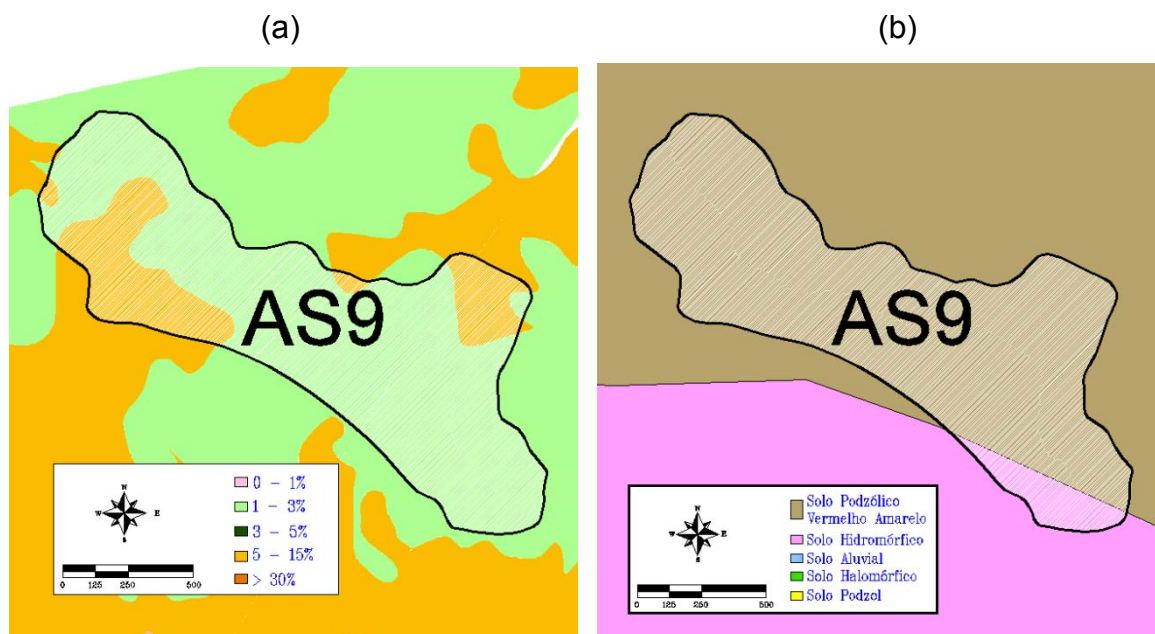 (a)
(b)
AS9
N
W E
S
0 125 250 500
0 - 1%
1 - 3%
3 - 5%
5 - 15%
> 30%
AS9
N
W E
S
0 125 250 500
Solo Podzólico
Vermelho Amarelo
Solo Hidromórfico
Solo Aluvial
Solo Halomórfico
Solo Podzol